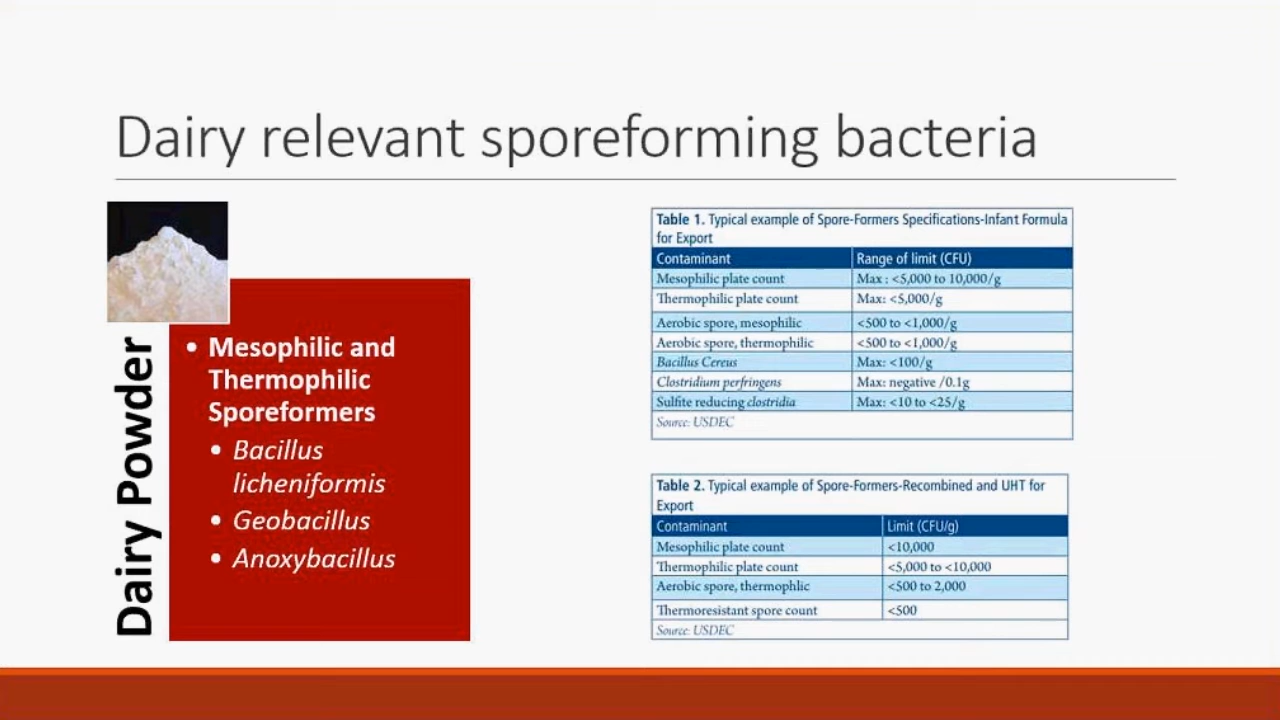 Dairy relevant sporeforming bacteria
Dairy Powder
• Mesophilic and
Thermophilic
Sporeformers
• Bacillus
licheniformis
• Geobacillus
• Anoxybacillus
Table 1. Typical example of Spore-Formers Specifications-Infant Formula
for Export
Contaminant Range of limit (CFU)
Mesophilic plate count Max : <5,000 to 10,000/g
Thermophilic plate count Max: <5,000/g
Aerobic spore, mesophilic <500 to <1,000/g
Aerobic spore, thermophilic <500 to <1,000/g
Bacillus Cereus Max: <100/g
Clostridium perfringens Max: negative /0.1g
Sulfite reducing clostridia Max: <10 to <25/g
Source: USDEC
Table 2. Typical example of Spore-Formers-Recombined and UHT for
Export
Contaminant Limit (CFU/g)
Mesophilic plate count <10,000
Thermophilic plate count <5,000 to <10,000
Aerobic spore, thermophlic <500 to 2,000
Thermoresistant spore count <500
Source: USDEC